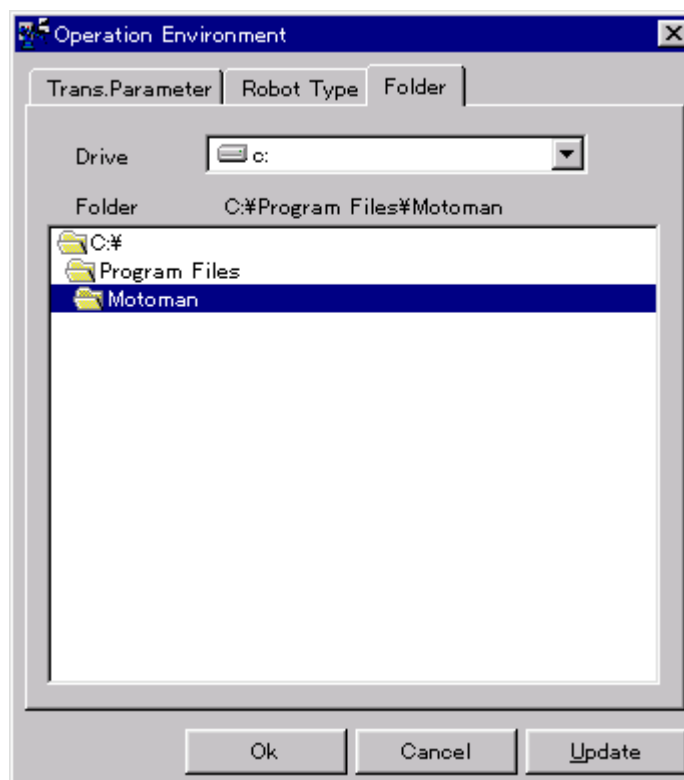 Operation Environment
Trans.Parameter Robot Type Folder
Drive c:
Folder C:¥Program Files¥Motoman
C:¥
Program Files
Motoman
Ok Cancel Update